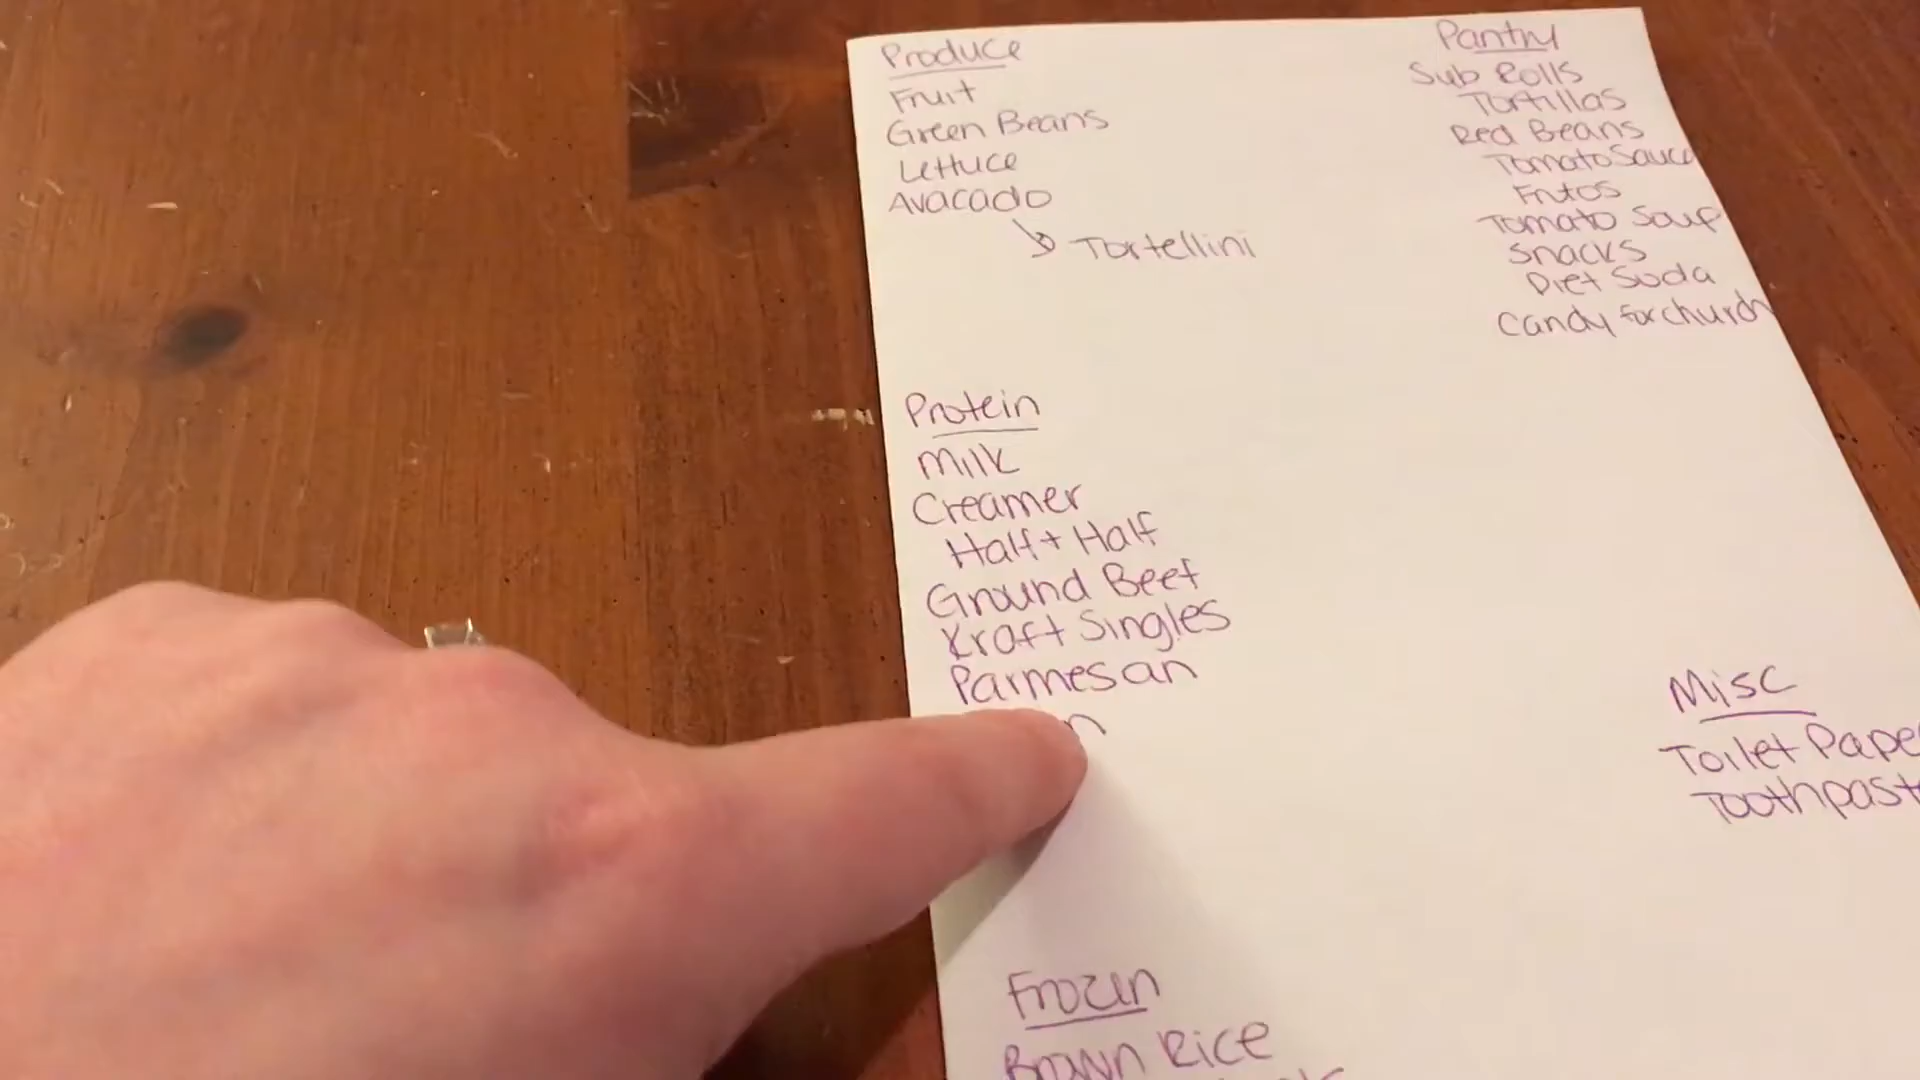 Produce
Fruit
Green Beans
Lettuce
Avacado
Tortellini
Pantry
Sub Rolls
Tortillas
Red Beans
Tomato Sauce
Fritos
Tomato Soup
Snacks
Diet Soda
Candy for church
Protein
Milk
Creamer
Half + Half
Ground Beef
Kraft Singles
Parmesan
Misc
Toilet Pape
Toothpast
Frozen
Brown Rice